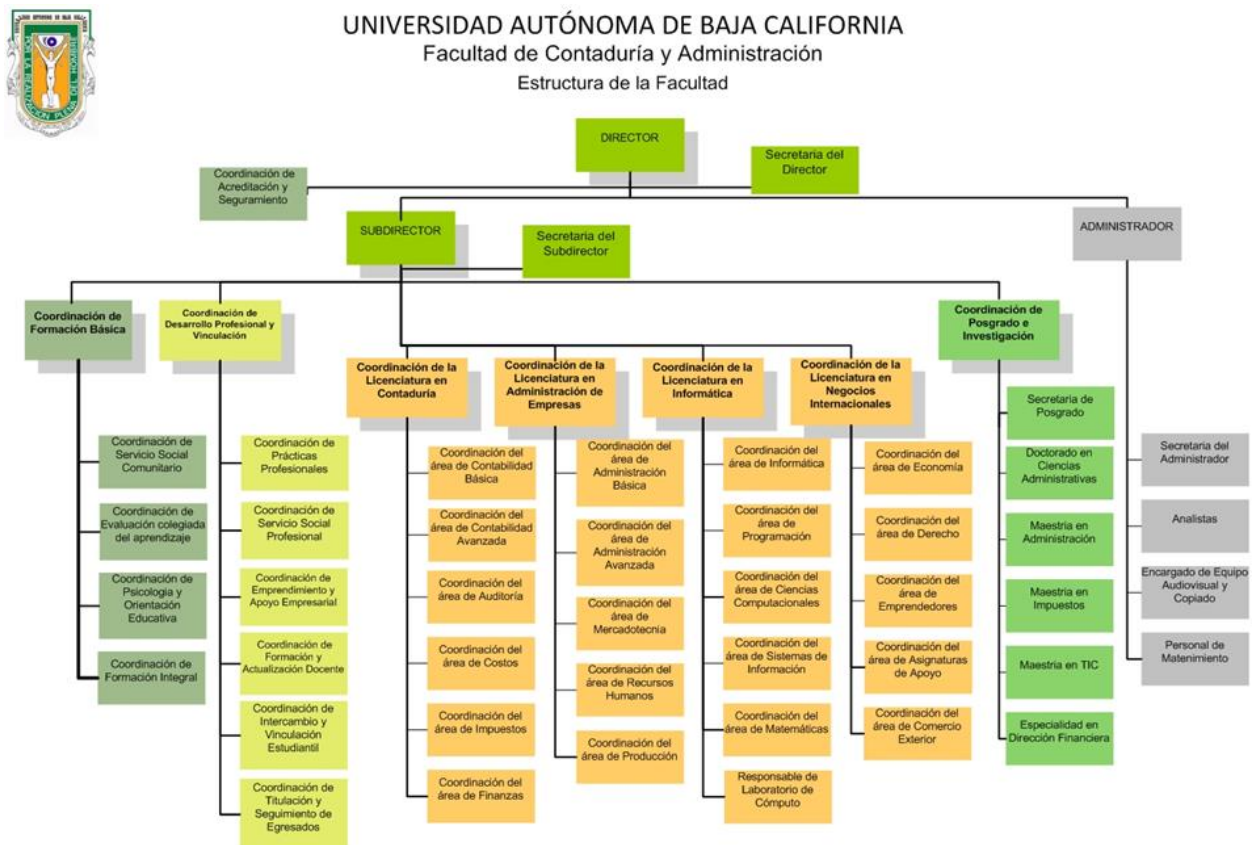 UNIVERSIDAD AUTÓNOMA DE BAJA CALIFORNIA
Facultad de Contaduría y Administración
Estructura de la Facultad
POR LA REALIZACIÓN PLENA DEL HOMBRE
DIRECTOR
Secretaria del
Director
Coordinación de
Acreditación y
Seguramiento
SUBDIRECTOR
Secretaria del
Subdirector
ADMINISTRADOR
Coordinación de
Formación Básica
Coordinación de
Desarrollo Profesional y
Vinculación
Coordinación de
Posgrado e
Investigación
Coordinación de la
Licenciatura en
Contaduría
Coordinación de la
Licenciatura en
Administración de
Empresas
Coordinación de la
Licenciatura en
Informática
Coordinación de la
Licenciatura en
Negocios
Internacionales
Coordinación de
Servicio Social
Comunitario
Coordinación de
Evaluación colegiada
del aprendizaje
Coordinación de
Psicología y
Orientación
Educativa
Coordinación de
Formación Integral
Coordinación de
Prácticas
Profesionales
Coordinación de
Servicio Social
Profesional
Coordinación de
Emprendimiento y
Apoyo Empresarial
Coordinación de
Formación y
Actualización Docente
Coordinación de
Intercambio y
Vinculación
Estudiantil
Coordinación de
Titulación y
Seguimiento de
Egresados
Coordinación del
área de Contabilidad
Básica
Coordinación del
área de Contabilidad
Avanzada
Coordinación del
área de Auditoría
Coordinación del
área de Costos
Coordinación del
área de Impuestos
Coordinación del
área de Finanzas
Coordinación del
área de
Administración
Básica
Coordinación del
área de
Administración
Avanzada
Coordinación del
área de
Mercadotecnia
Coordinación del
área de Recursos
Humanos
Coordinación del
área de Producción
Coordinación del
área de Informática
Coordinación del
área de
Programación
Coordinación del
área de Ciencias
Computacionales
Coordinación del
área de Sistemas de
Información
Coordinación del
área de Matemáticas
Responsable de
Laboratorio de
Cómputo
Coordinación del
área de Economía
Coordinación del
área de Derecho
Coordinación del
área de
Emprendedores
Coordinación del
área de Asignaturas
de Apoyo
Coordinación del
área de Comercio
Exterior
Secretaria de
Posgrado
Doctorado en
Ciencias
Administrativas
Maestria en
Administración
Maestria en
Impuestos
Maestria en TIC
Especialidad en
Dirección Financiera
Secretaria del
Administrador
Analistas
Encargado de Equipo
Audiovisual y
Copiado
Personal de
Matenimiento